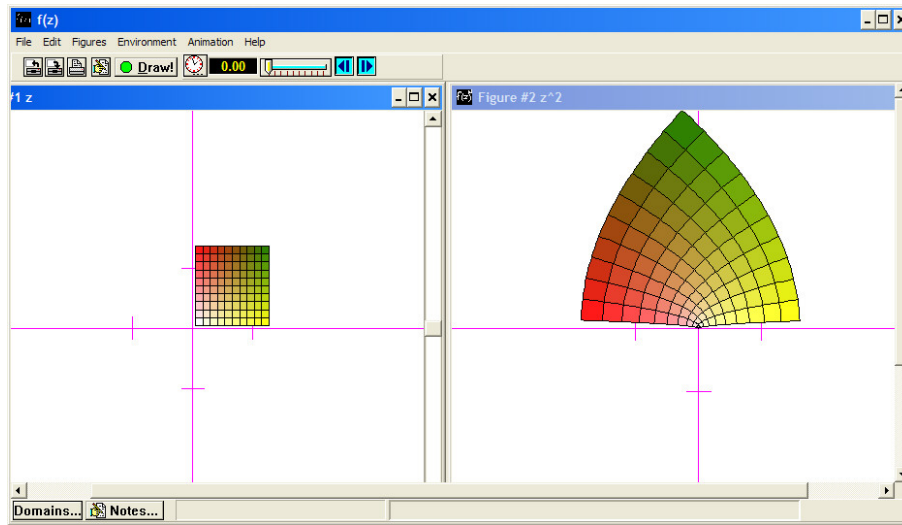 f(z) f(z)
File Edit Figures Environment Animation Help
Draw! 0.00
#1 z
f(z) Figure #2 z^2
Domains... Notes...